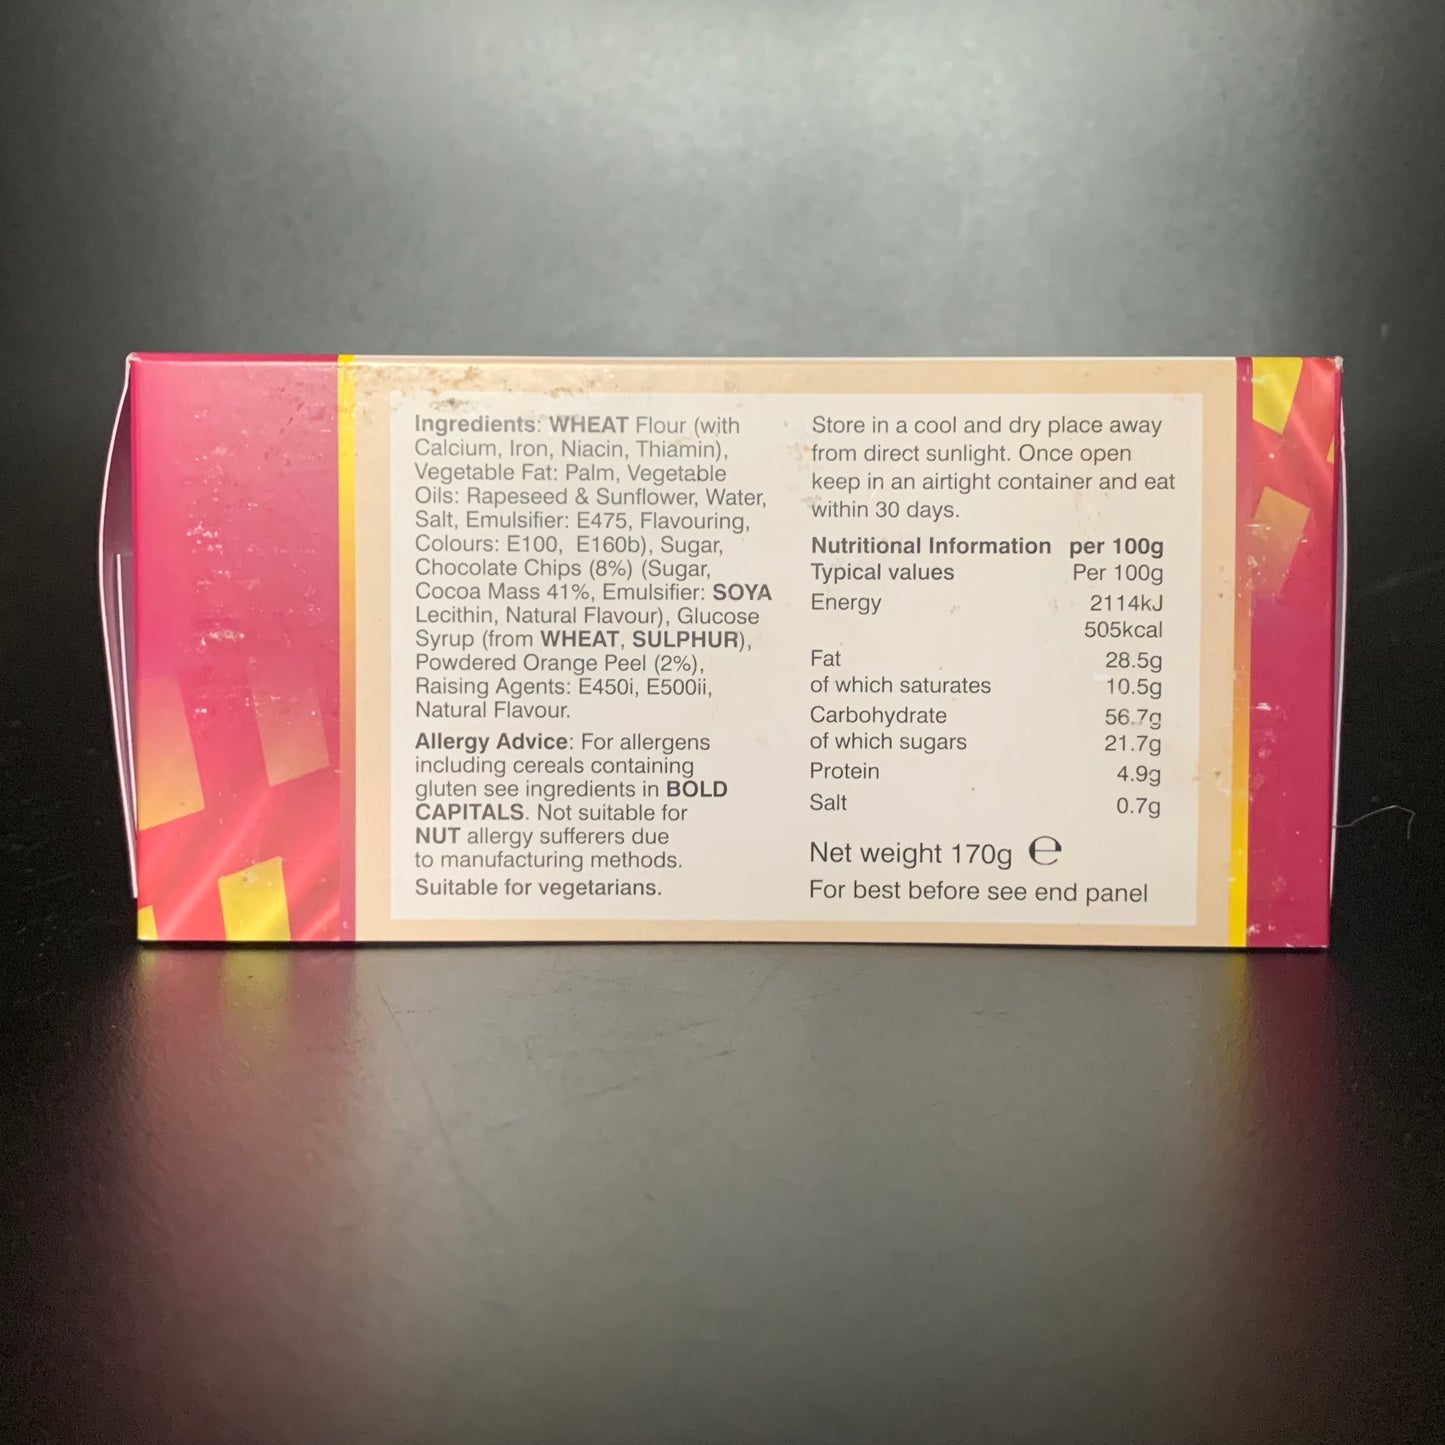 Ingredients: WHEAT Flour (with
Calcium, Iron, Niacin, Thiamin),
Vegetable Fat: Palm, Vegetable
Oils: Rapeseed & Sunflower, Water,
Salt, Emulsifier: E475, Flavouring,
Colours: E100, E160b), Sugar,
Chocolate Chips (8%) (Sugar,
Cocoa Mass 41%, Emulsifier: SOYA
Lecithin, Natural Flavour), Glucose
Syrup (from WHEAT, SULPHUR),
Powdered Orange Peel (2%),
Raising Agents: E450i, E500ii,
Natural Flavour.
Allergy Advice: For allergens
including cereals containing
gluten see ingredients in BOLD
CAPITALS. Not suitable for
NUT allergy sufferers due
to manufacturing methods.
Suitable for vegetarians.
Store in a cool and dry place away
from direct sunlight. Once open
keep in an airtight container and eat
within 30 days.
Nutritional Information per 100g
Typical values Per 100g
Energy 2114kJ
505kcal
Fat 28.5g
of which saturates 10.5g
Carbohydrate 56.7g
of which sugars 21.7g
Protein 4.9g
Salt 0.7g
Net weight 170g ℮
For best before see end panel